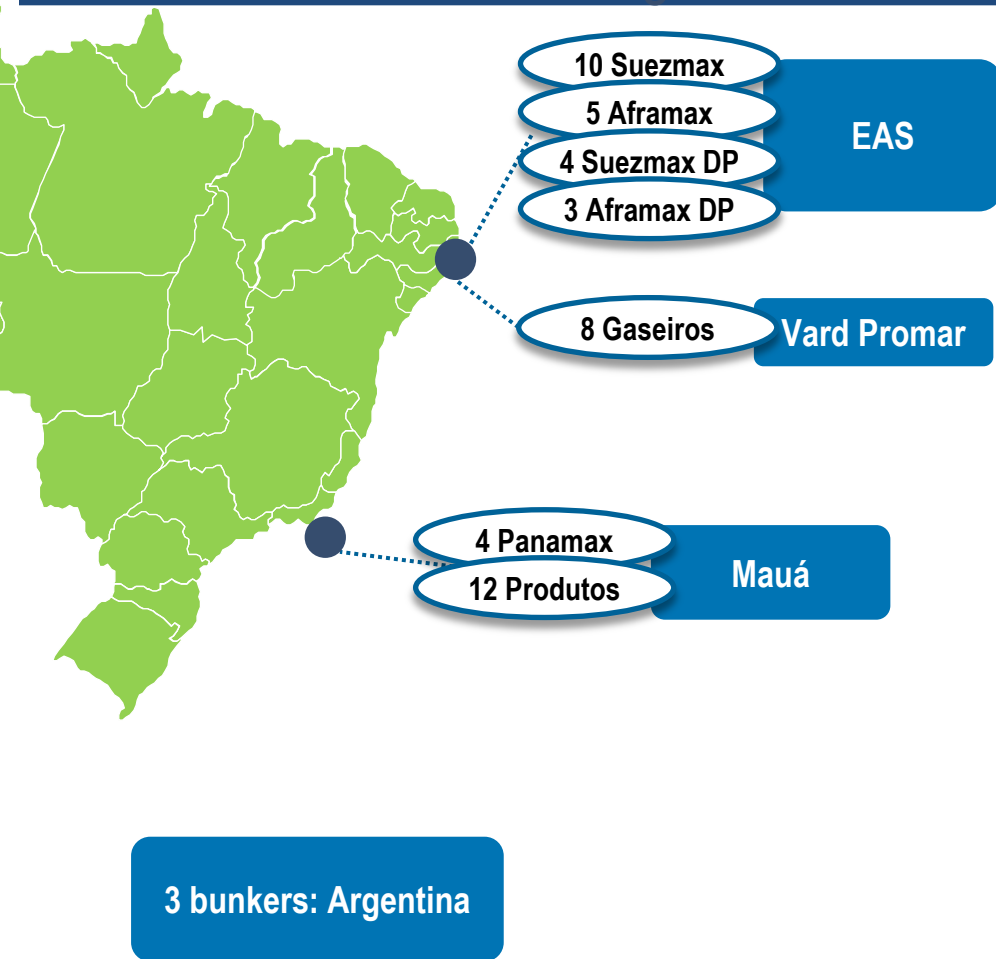 10 Suezmax
5 Aframax
4 Suezmax DP
3 Aframax DP
EAS
8 Gaseiros
Vard Promar
4 Panamax
12 Produtos
Mauá
3 bunkers: Argentina